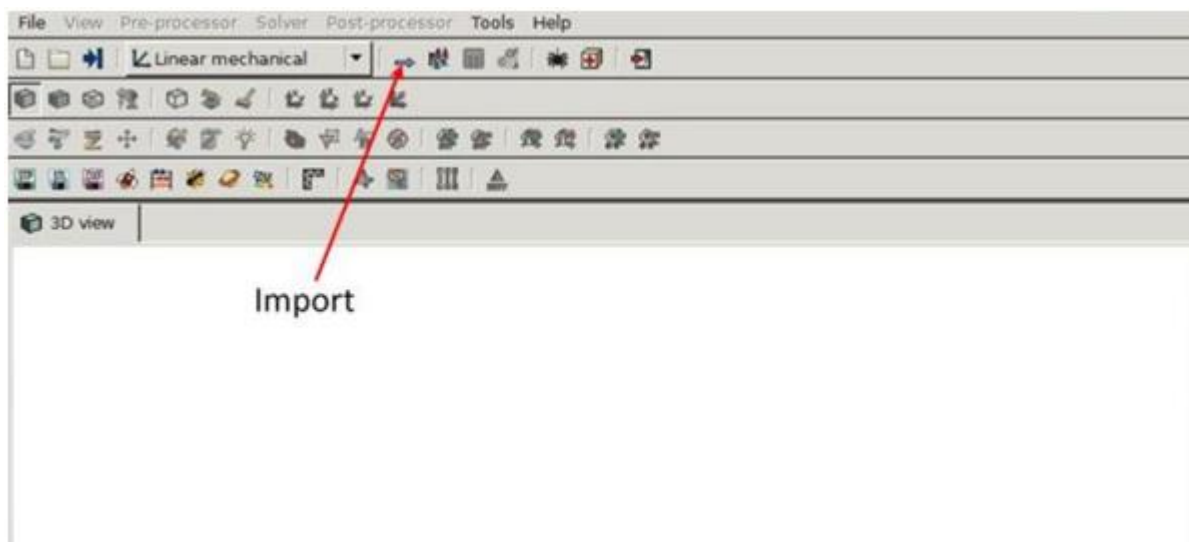 File View Pre-processor Solver Post-processor Tools Help
Linear mechanical
3D view
Import